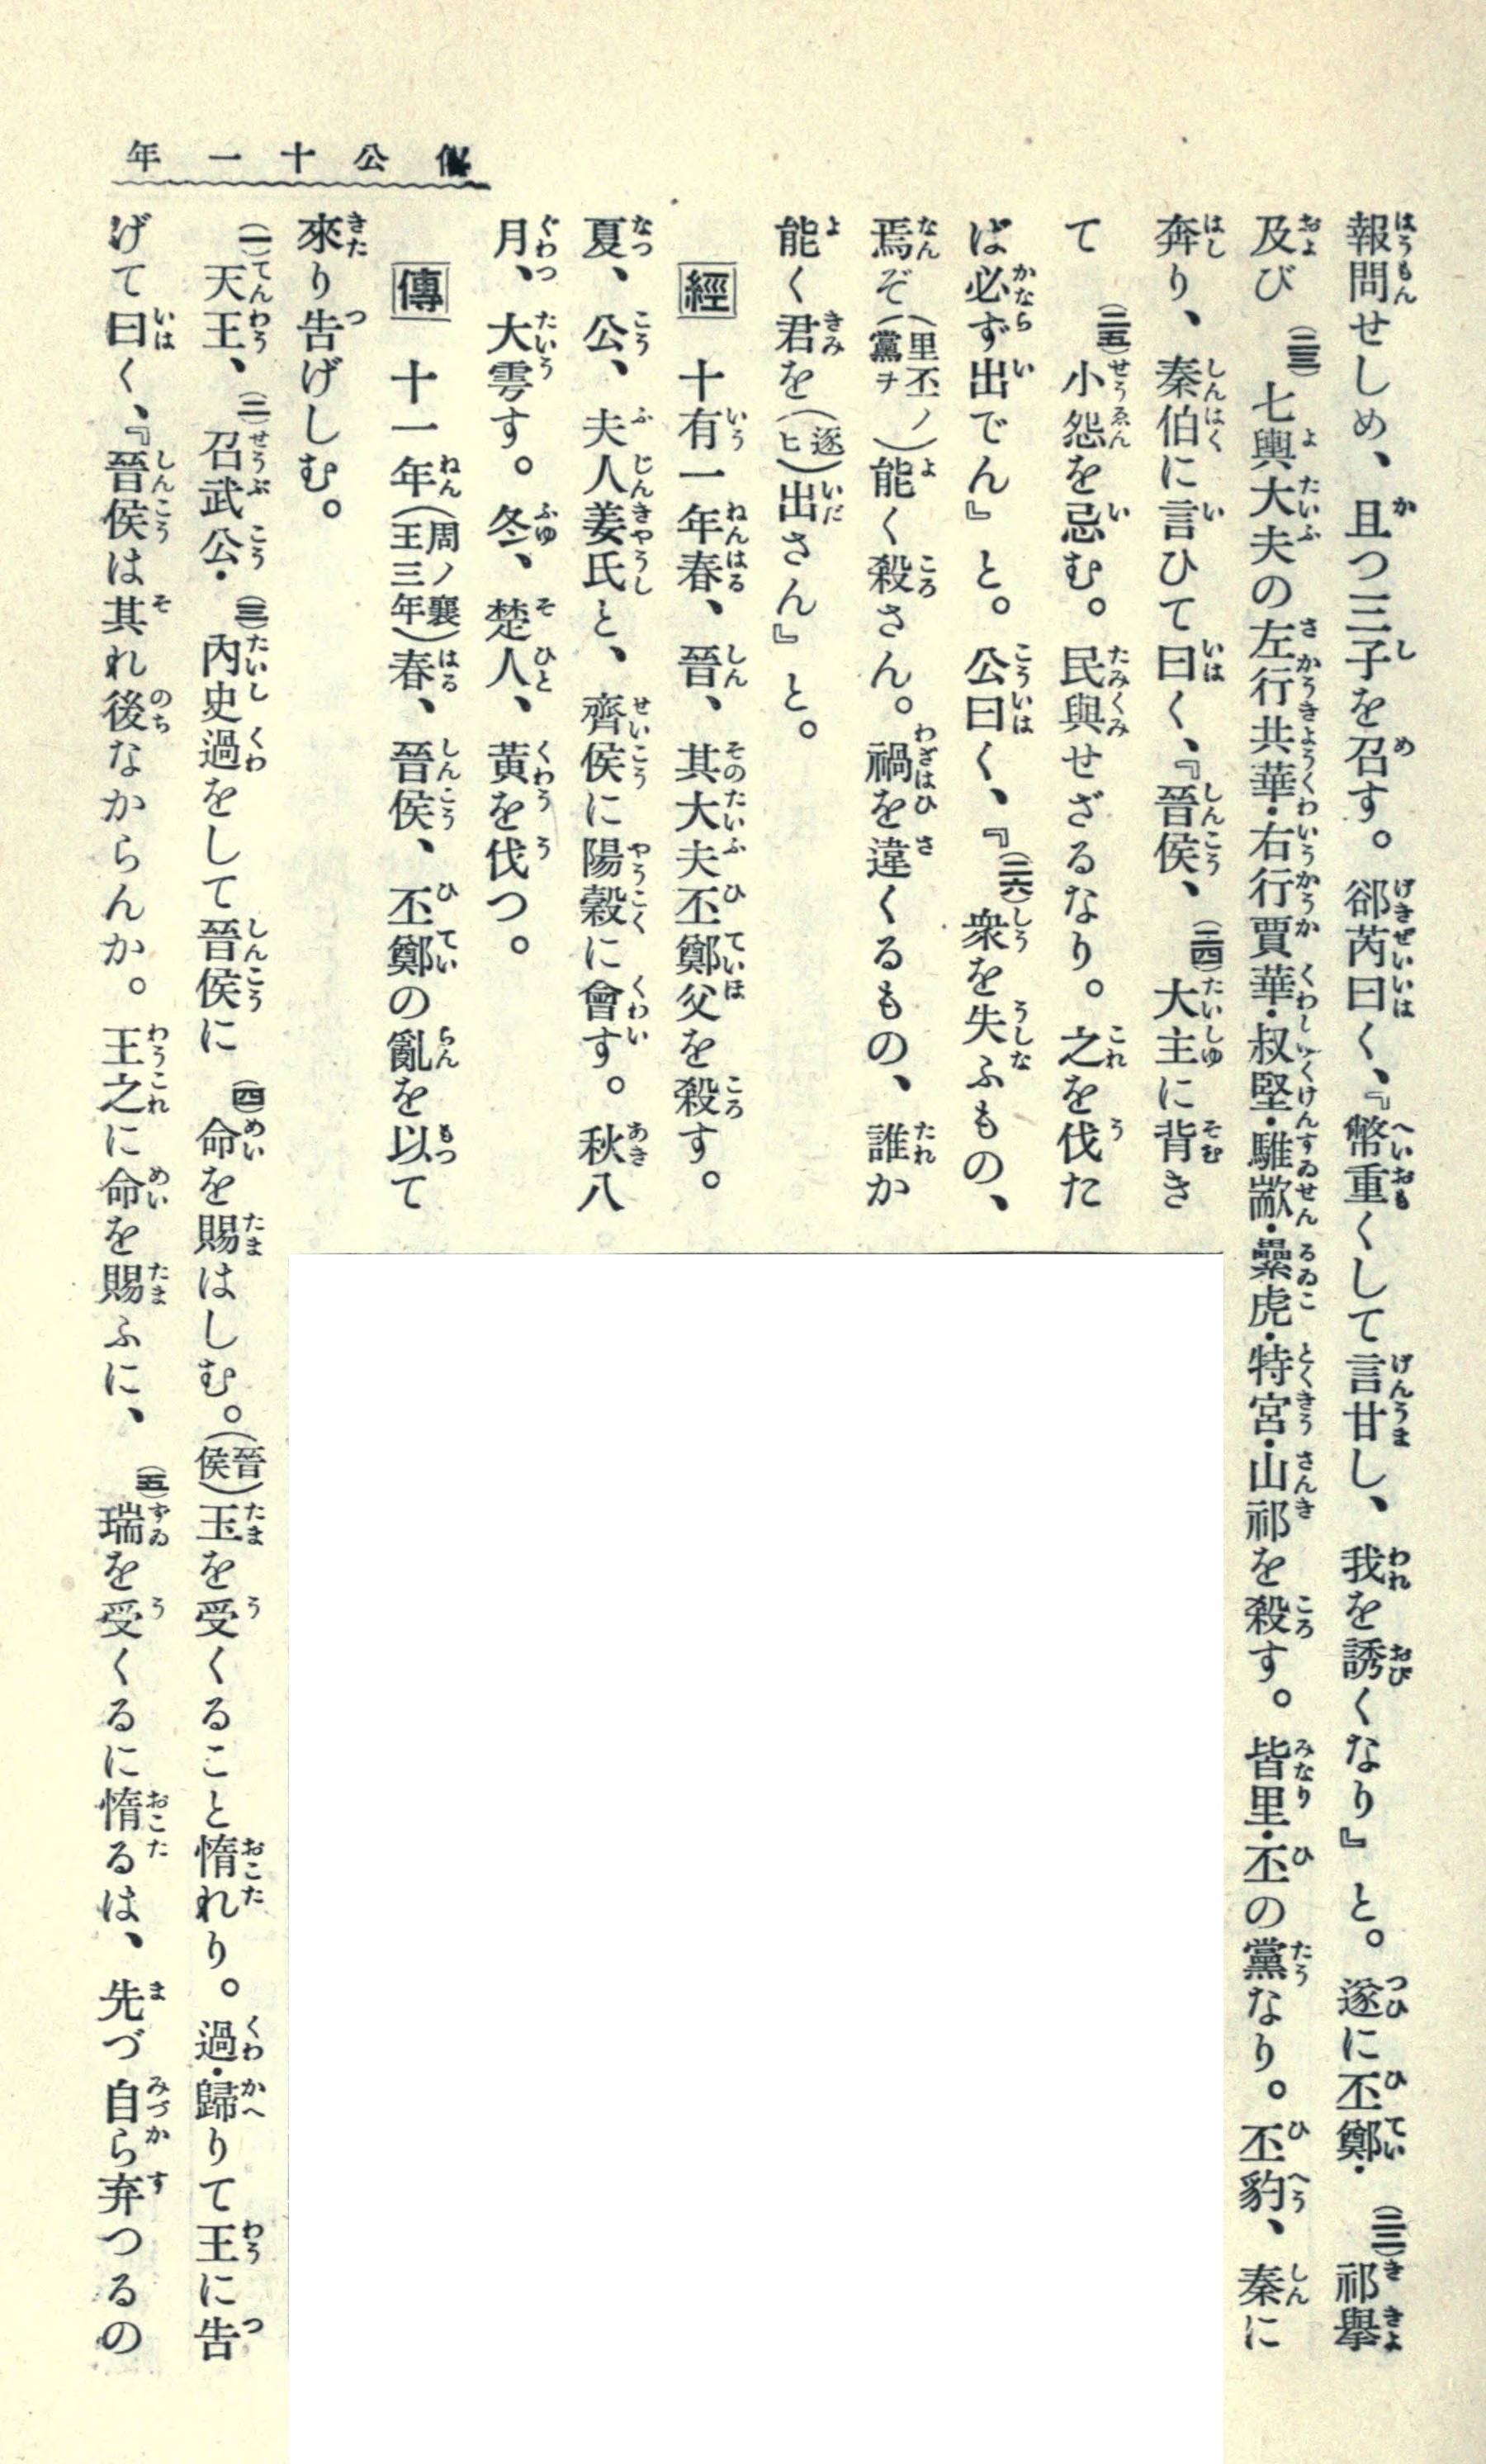 僖公十一年
報問せしめ、且つ三子を召す。郤芮曰く、『幣重くして言甘し、我を誘くなり』と。遂に丕鄭・(二二)祁擧
及び(二三)七輿大夫の左行共華・右行賈華・叔堅・騅歂・纍虎・特宮・山祁を殺す。皆里・丕の黨なり。丕豹、秦に
奔り、秦伯に言ひて曰く、『晉侯、(二四)大主に背き
て(二五)小怨を忌む。民與せざるなり。之を伐た
ば必ず出でん』と。公曰く、『(二六)衆を失ふもの、
焉ぞ(里丕ノ黨ヲ)能く殺さん。禍を違くるもの、誰か
能く君を(逐ヒ)出さん』と。
經 十有一年春、晉、其大夫丕鄭父を殺す。
夏、公、夫人姜氏と、齊侯に陽穀に會す。秋八
月、大雩す。冬、楚人、黄を伐つ。
傳 十一年(周ノ襄王三年)春、晉侯、丕鄭の亂を以て
來り告げしむ。
(一)天王、(二)召武公・(三)內史過をして晉侯に(四)命を賜はしむ。(晉侯)玉を受くること惰れり。過・歸りて王に告
げて曰く、『晉侯は其れ後なからんか。王之に命を賜ふに、(五)瑞を受くるに惰るは、先づ自ら弃つるの